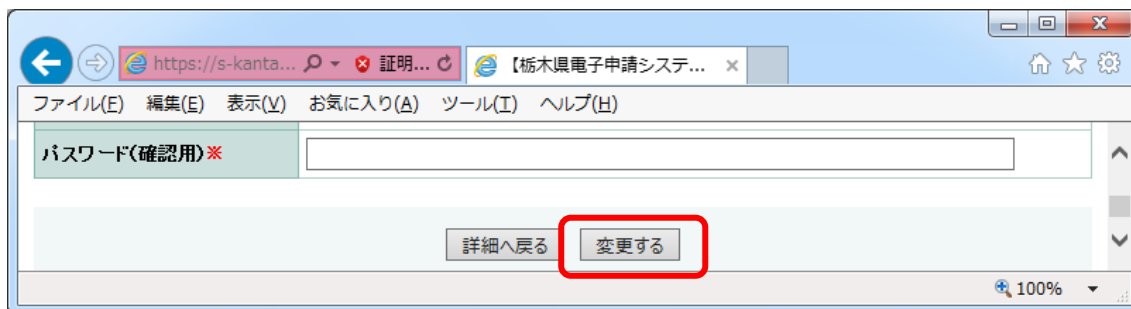 https://s-kanta... 証明... 【栃木県電子申請システ...
ファイル(F) 編集(E) 表示(V) お気に入り(A) ツール(T) ヘルプ(H)
パスワード(確認用)※
詳細へ戻る 変更する
100%